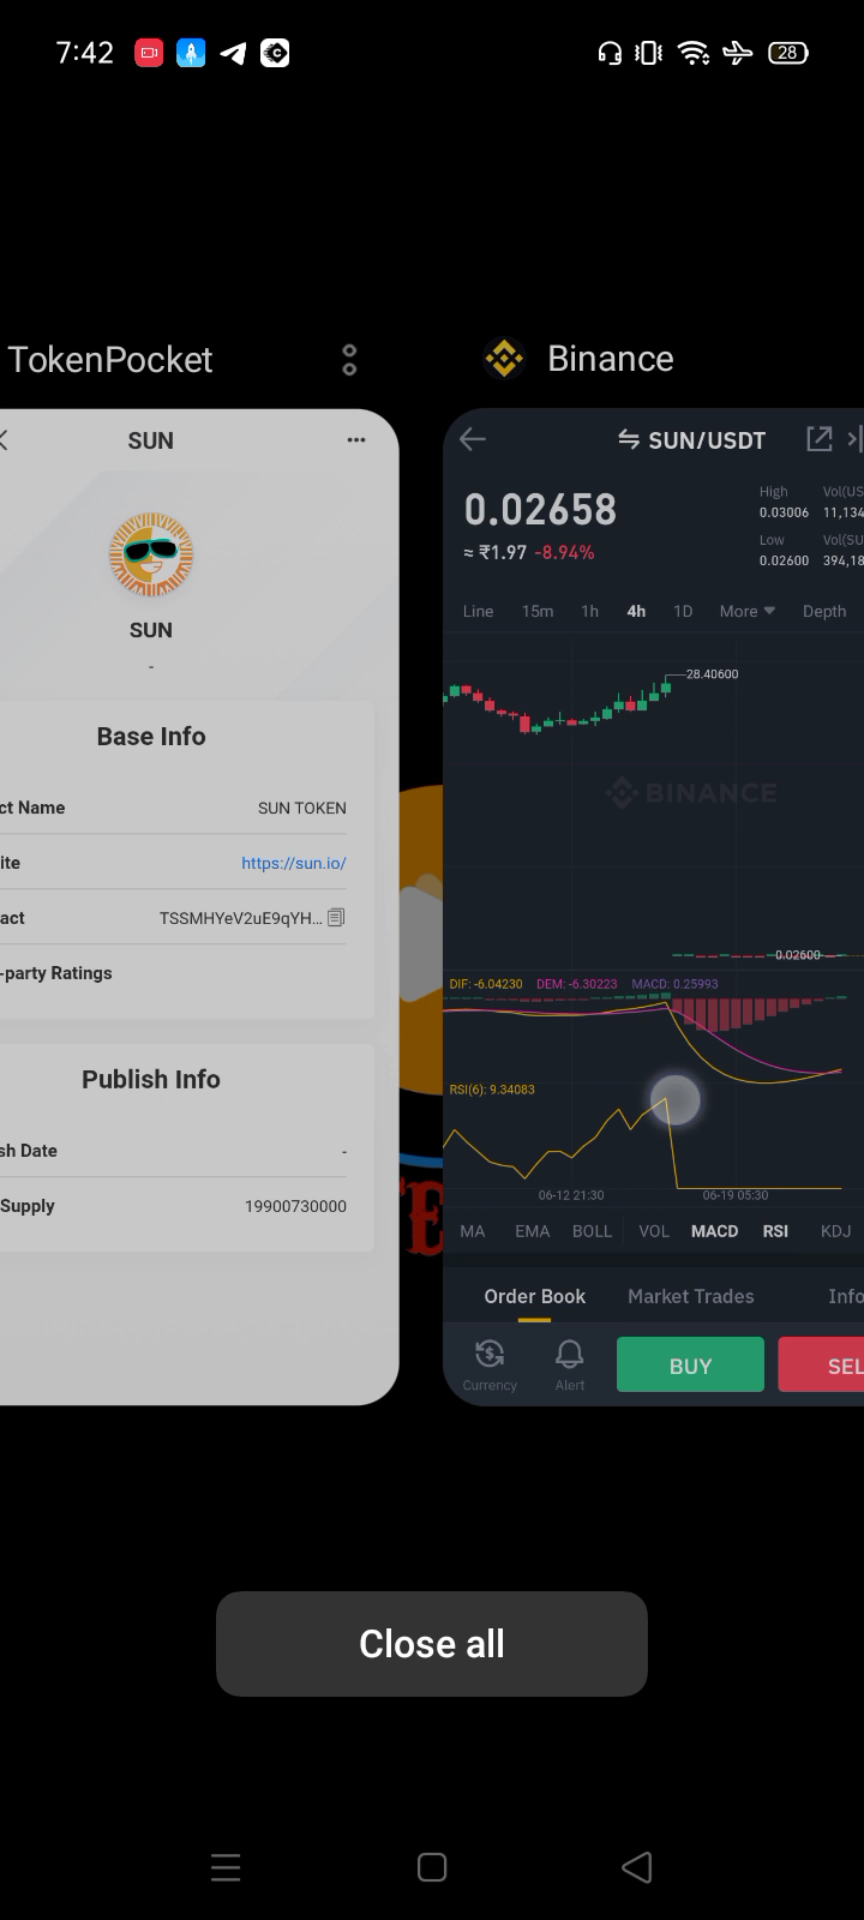 7:42
28
TokenPocket
Binance
SUN
SUN
-
Base Info
ct Name
SUN TOKEN
ite
https://sun.io/
act
TSSMHYeV2uE9qYH...
-party Ratings
Publish Info
sh Date
-
Supply
19900730000
SUN/USDT
0.02658
≈ ₹1.97 -8.94%
High
0.03006
Vol(US
11,134
Low
0.02600
Vol(SU
394,18
Line 15m 1h 4h 1D More Depth
28.40600
BINANCE
0.02600
DIF: -6.04230 DEM: -6.30223 MACD: 0.25993
RSI(6): 9.34083
06-12 21:30 06-19 05:30
MA EMA BOLL VOL MACD RSI KDJ
Order Book Market Trades Info
Currency
Alert
BUY
SEL
E
Close all